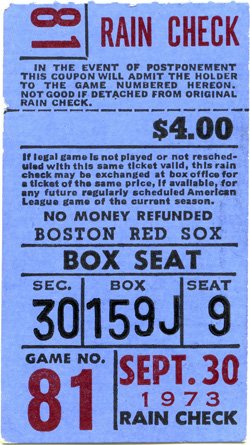 81 RAIN CHECK
IN THE EVENT OF POSTPONEMENT
THIS COUPON WILL ADMIT THE HOLDER
TO THE GAME NUMBERED HEREON.
NOT GOOD IF DETACHED FROM ORIGINAL
RAIN CHECK.
$4.00
If legal game is not played or not resched-
uled with this same ticket valid, this rain
check may be exchanged at box office for
a ticket of the same price, if available, for
any future regularly scheduled American
League game of the current season.
NO MONEY REFUNDED
BOSTON RED SOX
BOX SEAT
SEC. BOX SEAT
30 159J 9
GAME NO.
81
SEPT. 30
1973
RAIN CHECK